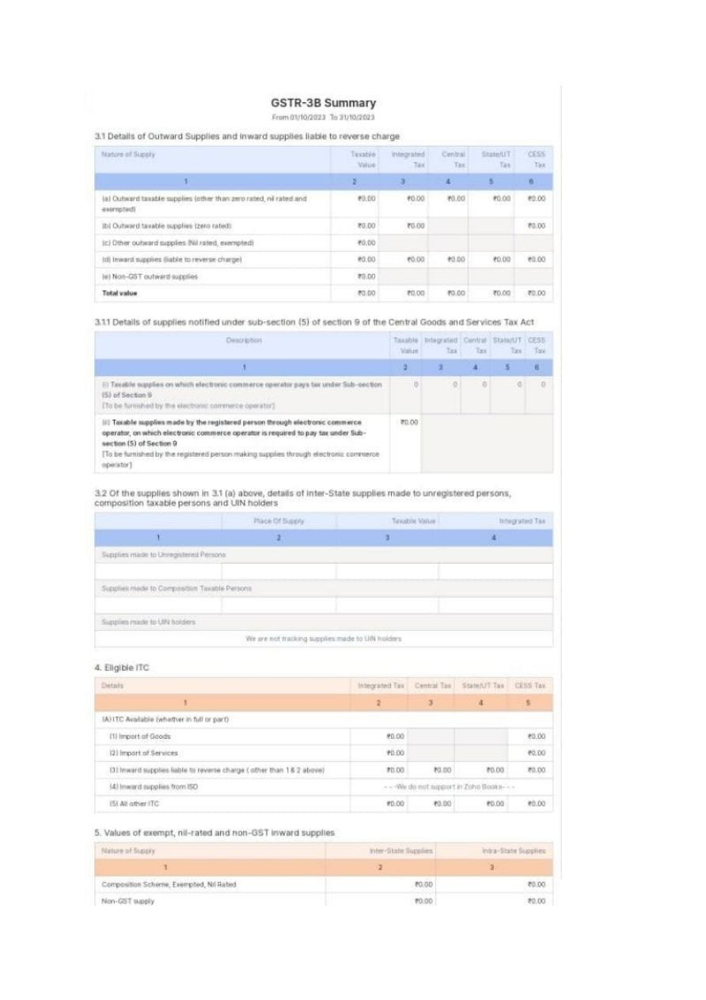 GSTR-3B Summary
From 01/10/2023 To 31/10/2023
3.1 Details of Outward Supplies and Inward supplies liable to reverse charge
Nature of Supply Taxable Value Integrated Tax Central Tax State/UT Tax CESS Tax
1 2 3 4 5 6
(a) Outward taxable supplies (other than zero rated, nil rated and ₹0.00 ₹0.00 ₹0.00 ₹0.00 ₹0.00
exempted)
(b) Outward taxable supplies (zero rated) ₹0.00 ₹0.00 ₹0.00
(c) Other outward supplies (Nil rated, exempted) ₹0.00
(d) Inward supplies (liable to reverse charge) ₹0.00 ₹0.00 ₹0.00 ₹0.00 ₹0.00
(e) Non-GST outward supplies ₹0.00
Total value ₹0.00 ₹0.00 ₹0.00 ₹0.00 ₹0.00
3.1.1 Details of supplies notified under sub-section (5) of section 9 of the Central Goods and Services Tax Act
Description Taxable Value Integrated Tax Central Tax State/UT Tax CESS Tax
1 2 3 4 5 6
(i) Taxable supplies on which electronic commerce operator pays tax under Sub-section 0 0 0 0 0
(5) of Section 9
[To be furnished by the electronic commerce operator]
(ii) Taxable supplies made by the registered person through electronic commerce ₹0.00
operator, on which electronic commerce operator is required to pay tax under Sub-
section (5) of Section 9
[To be furnished by the registered person making supplies through electronic commerce
operator]
3.2 Of the supplies shown in 3.1 (a) above, details of inter-State supplies made to unregistered persons,
composition taxable persons and UIN holders
Place Of Supply Taxable Value Integrated Tax
1 2 3 4
Supplies made to Unregistered Persons
Supplies made to Composition Taxable Persons
Supplies made to UIN holders
We are not tracking supplies made to UIN holders
4. Eligible ITC
Details Integrated Tax Central Tax State/UT Tax CESS Tax
1 2 3 4 5
(A) ITC Available (whether in full or part)
(1) Import of Goods ₹0.00 ₹0.00
(2) Import of Services ₹0.00 ₹0.00
(3) Inward supplies liable to reverse charge ( other than 1 & 2 above) ₹0.00 ₹0.00 ₹0.00 ₹0.00
(4) Inward supplies from ISD - - -We do not support in Zoho Books- - -
(5) All other ITC ₹0.00 ₹0.00 ₹0.00 ₹0.00
5. Values of exempt, nil-rated and non-GST inward supplies
Nature of Supply Inter-State Supplies Intra-State Supplies
1 2 3
Composition Scheme, Exempted, Nil Rated ₹0.00 ₹0.00
Non-GST supply ₹0.00 ₹0.00